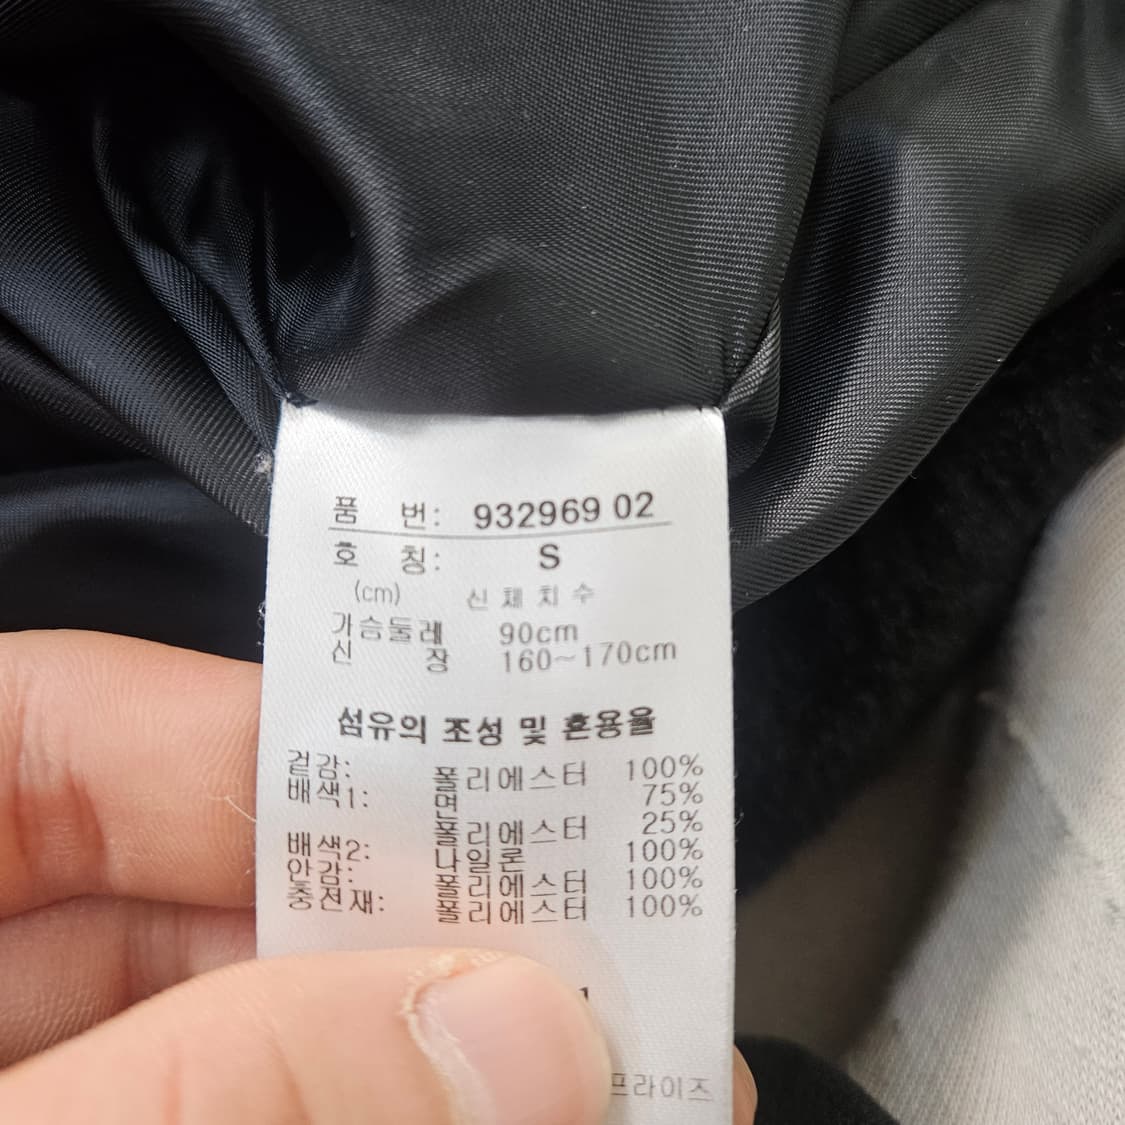 품 번: 932969 02
호 칭: S
(cm) 신 체 치 수
가슴둘레 90cm
신 장 160~170cm
섬유의 조성 및 혼용율
겉감: 폴리에스터 100%
배색1: 면 75%
폴리에스터 25%
배색2: 나일론 100%
안감: 폴리에스터 100%
충전재: 폴리에스터 100%
프라이즈